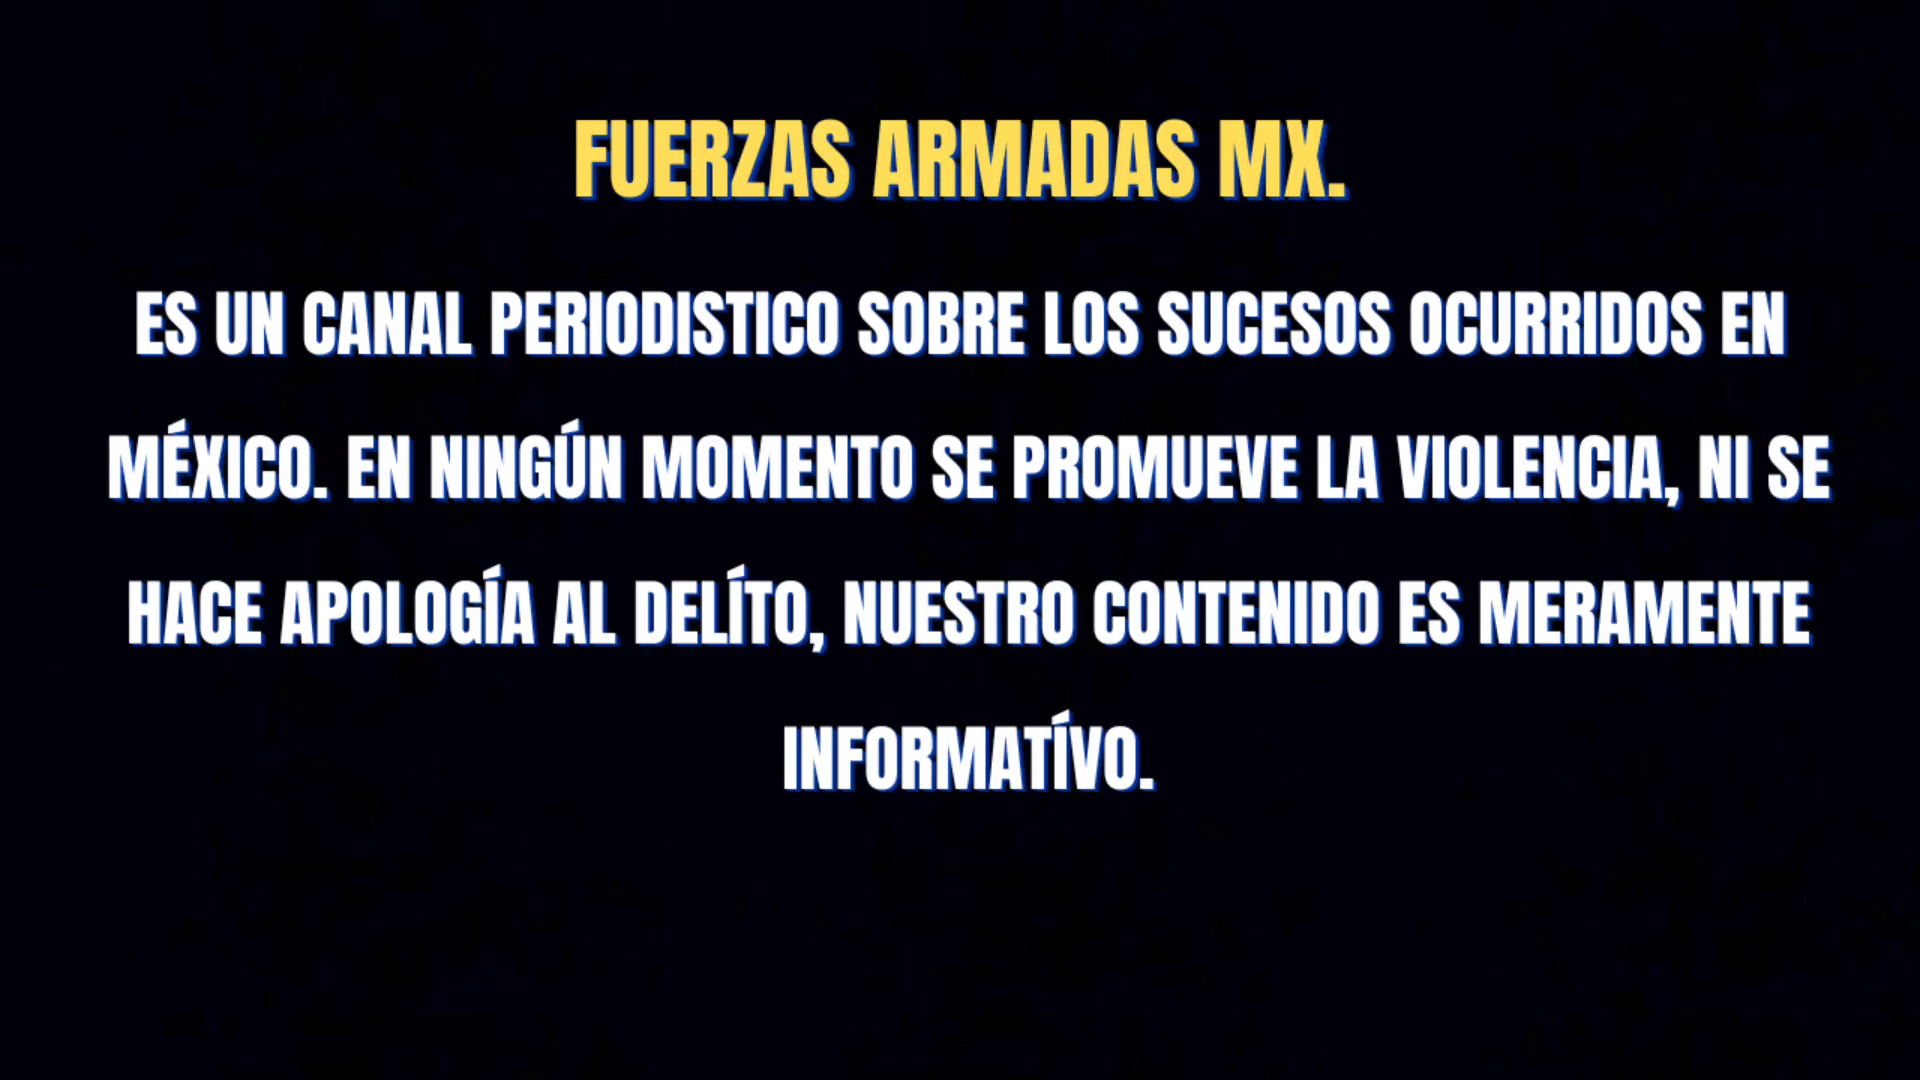 FUERZAS ARMADAS MX.
ES UN CANAL PERIODISTICO SOBRE LOS SUCESOS OCURRIDOS EN
MÉXICO. EN NINGÚN MOMENTO SE PROMUEVE LA VIOLENCIA, NI SE
HACE APOLOGÍA AL DELÍTO, NUESTRO CONTENIDO ES MERAMENTE
INFORMATÍVO.